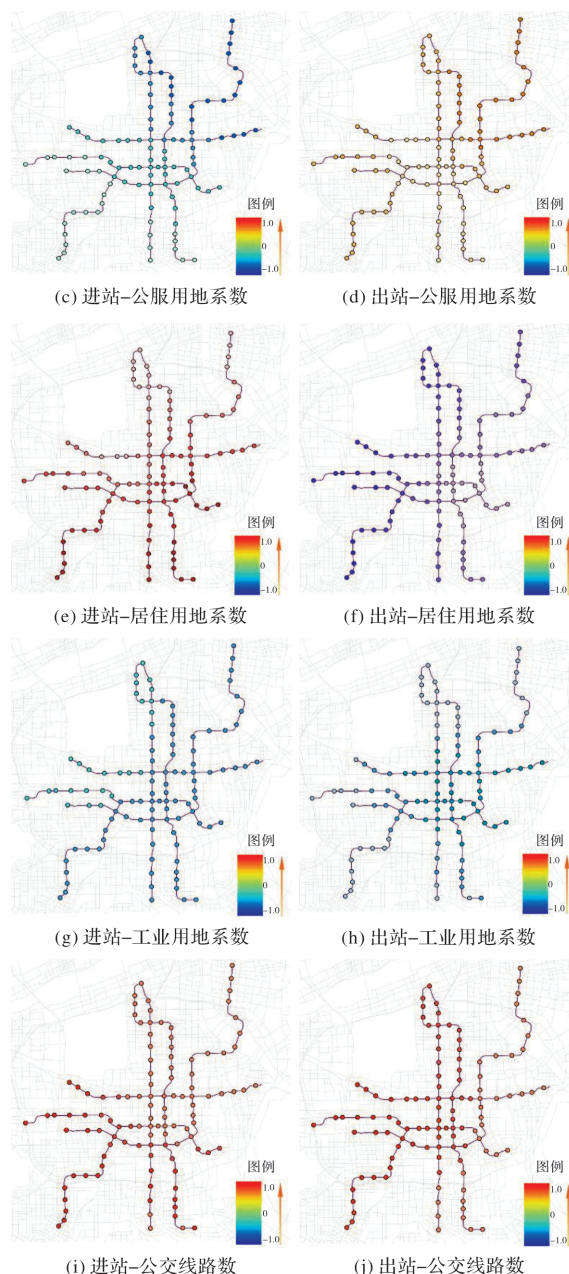 图例
1.0
0
-1.0
图例
1.0
0
-1.0
(c) 进站-公服用地系数
(d) 出站-公服用地系数
图例
1.0
0
-1.0
图例
1.0
0
-1.0
(e) 进站-居住用地系数
(f) 出站-居住用地系数
图例
1.0
0
-1.0
图例
1.0
0
-1.0
(g) 进站-工业用地系数
(h) 出站-工业用地系数
图例
1.0
0
-1.0
图例
1.0
0
-1.0
(i) 进站-公交线路数
(j) 出站-公交线路数